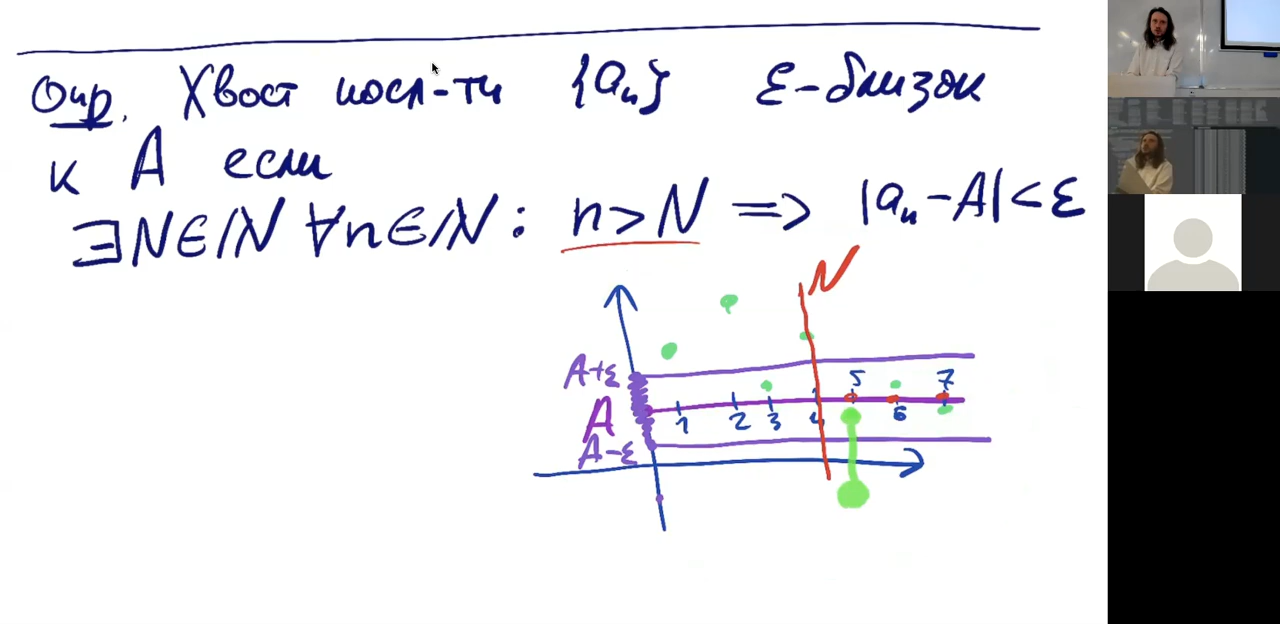 Опр. Хвост посл-ти {aₙ} ε-близок
к A если
∃N∈ℕ ∀n∈ℕ : n>N => |aₙ-A|<ε
N
A+ε
5 7
A
1 2 3 4 6
A-ε